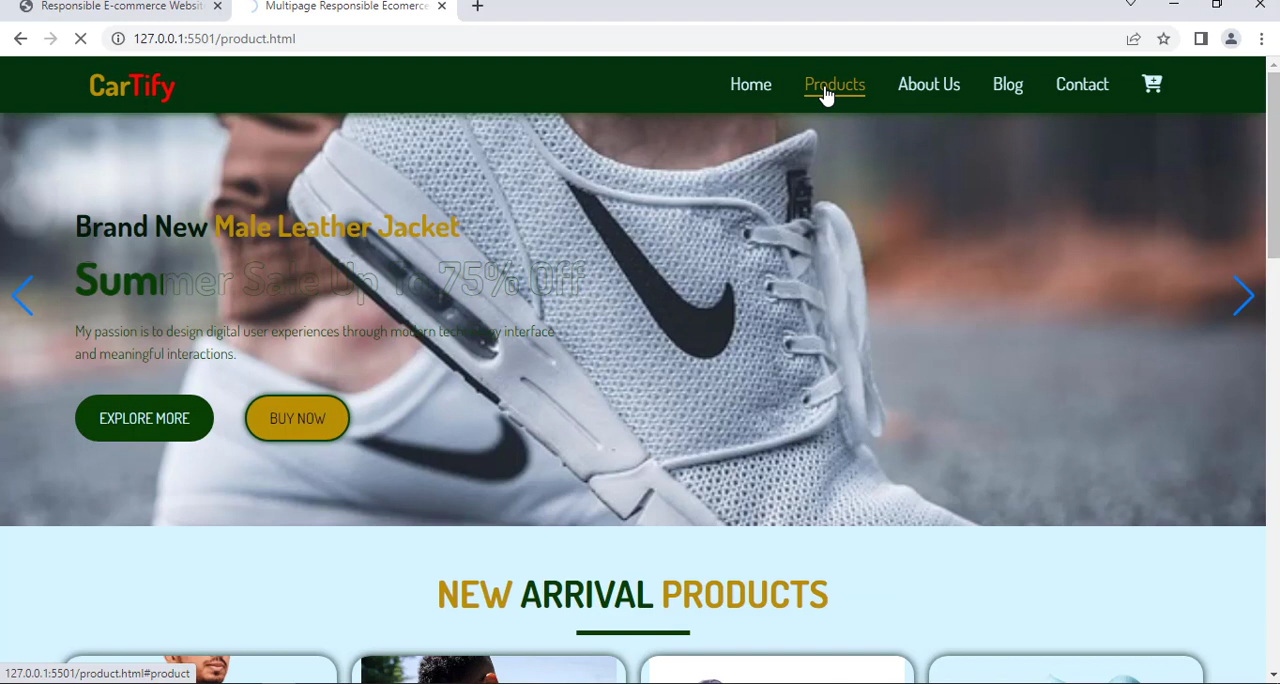 Responsible E-commerce Websit
Multipage Responsible Ecomerce
127.0.0.1:5501/product.html
CarTify
Home
Products
About Us
Blog
Contact
Brand New Male Leather Jacket
Summer Sale Up To 75% Off
My passion is to design digital user experiences through modern technology interface
and meaningful interactions.
EXPLORE MORE
BUY NOW
NEW ARRIVAL PRODUCTS
127.0.0.1:5501/product.html#product